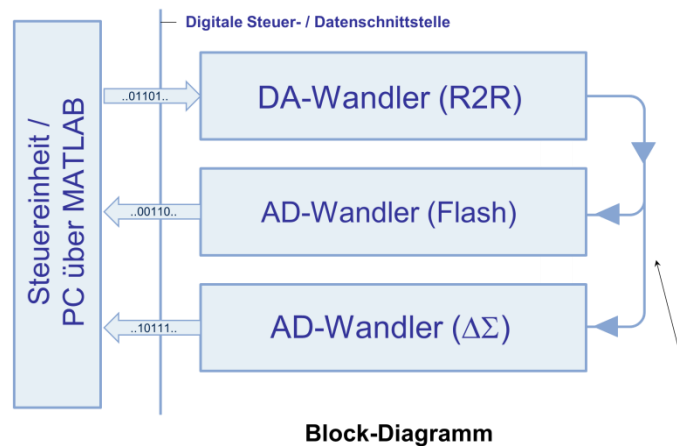 Digitale Steuer- / Datenschnittstelle
Steuereinheit /
PC über MATLAB
..01101..
DA-Wandler (R2R)
..00110..
AD-Wandler (Flash)
..10111..
AD-Wandler (ΔΣ)
Block-Diagramm